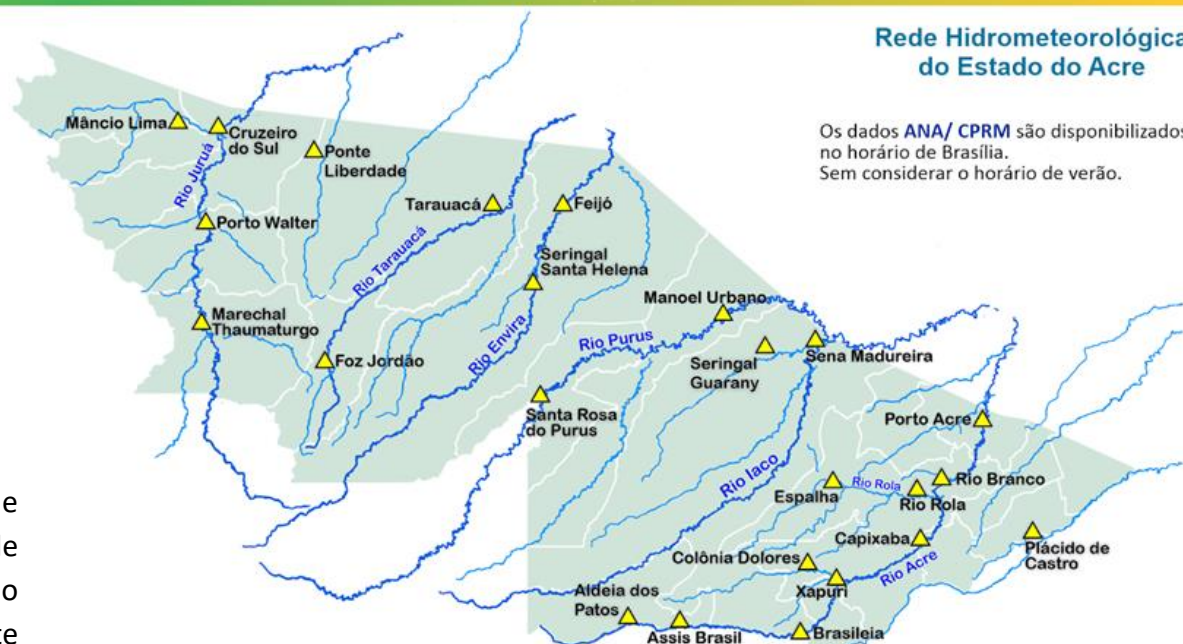 Rede Hidrometeorológica
do Estado do Acre
Os dados ANA/ CPRM são disponibilizados
no horário de Brasília.
Sem considerar o horário de verão.
Mâncio Lima
Cruzeiro
do Sul
Ponte
Liberdade
Rio Juruá
Porto Walter
Tarauacá
Feijó
Rio Tarauacá
Seringal
Santa Helena
Marechal
Thaumaturgo
Foz Jordão
Rio Envira
Manoel Urbano
Rio Purus
Seringal
Guarany
Sena Madureira
Santa Rosa
do Purus
Porto Acre
Rio Iaco
Espalha
Rio Rola
Rio Rola
Rio Branco
Capixaba
Plácido de
Castro
Colônia Dolores
Xapuri
Rio Acre
Aldeia dos
Patos
Assis Brasil
Brasileia
e
le
o
te